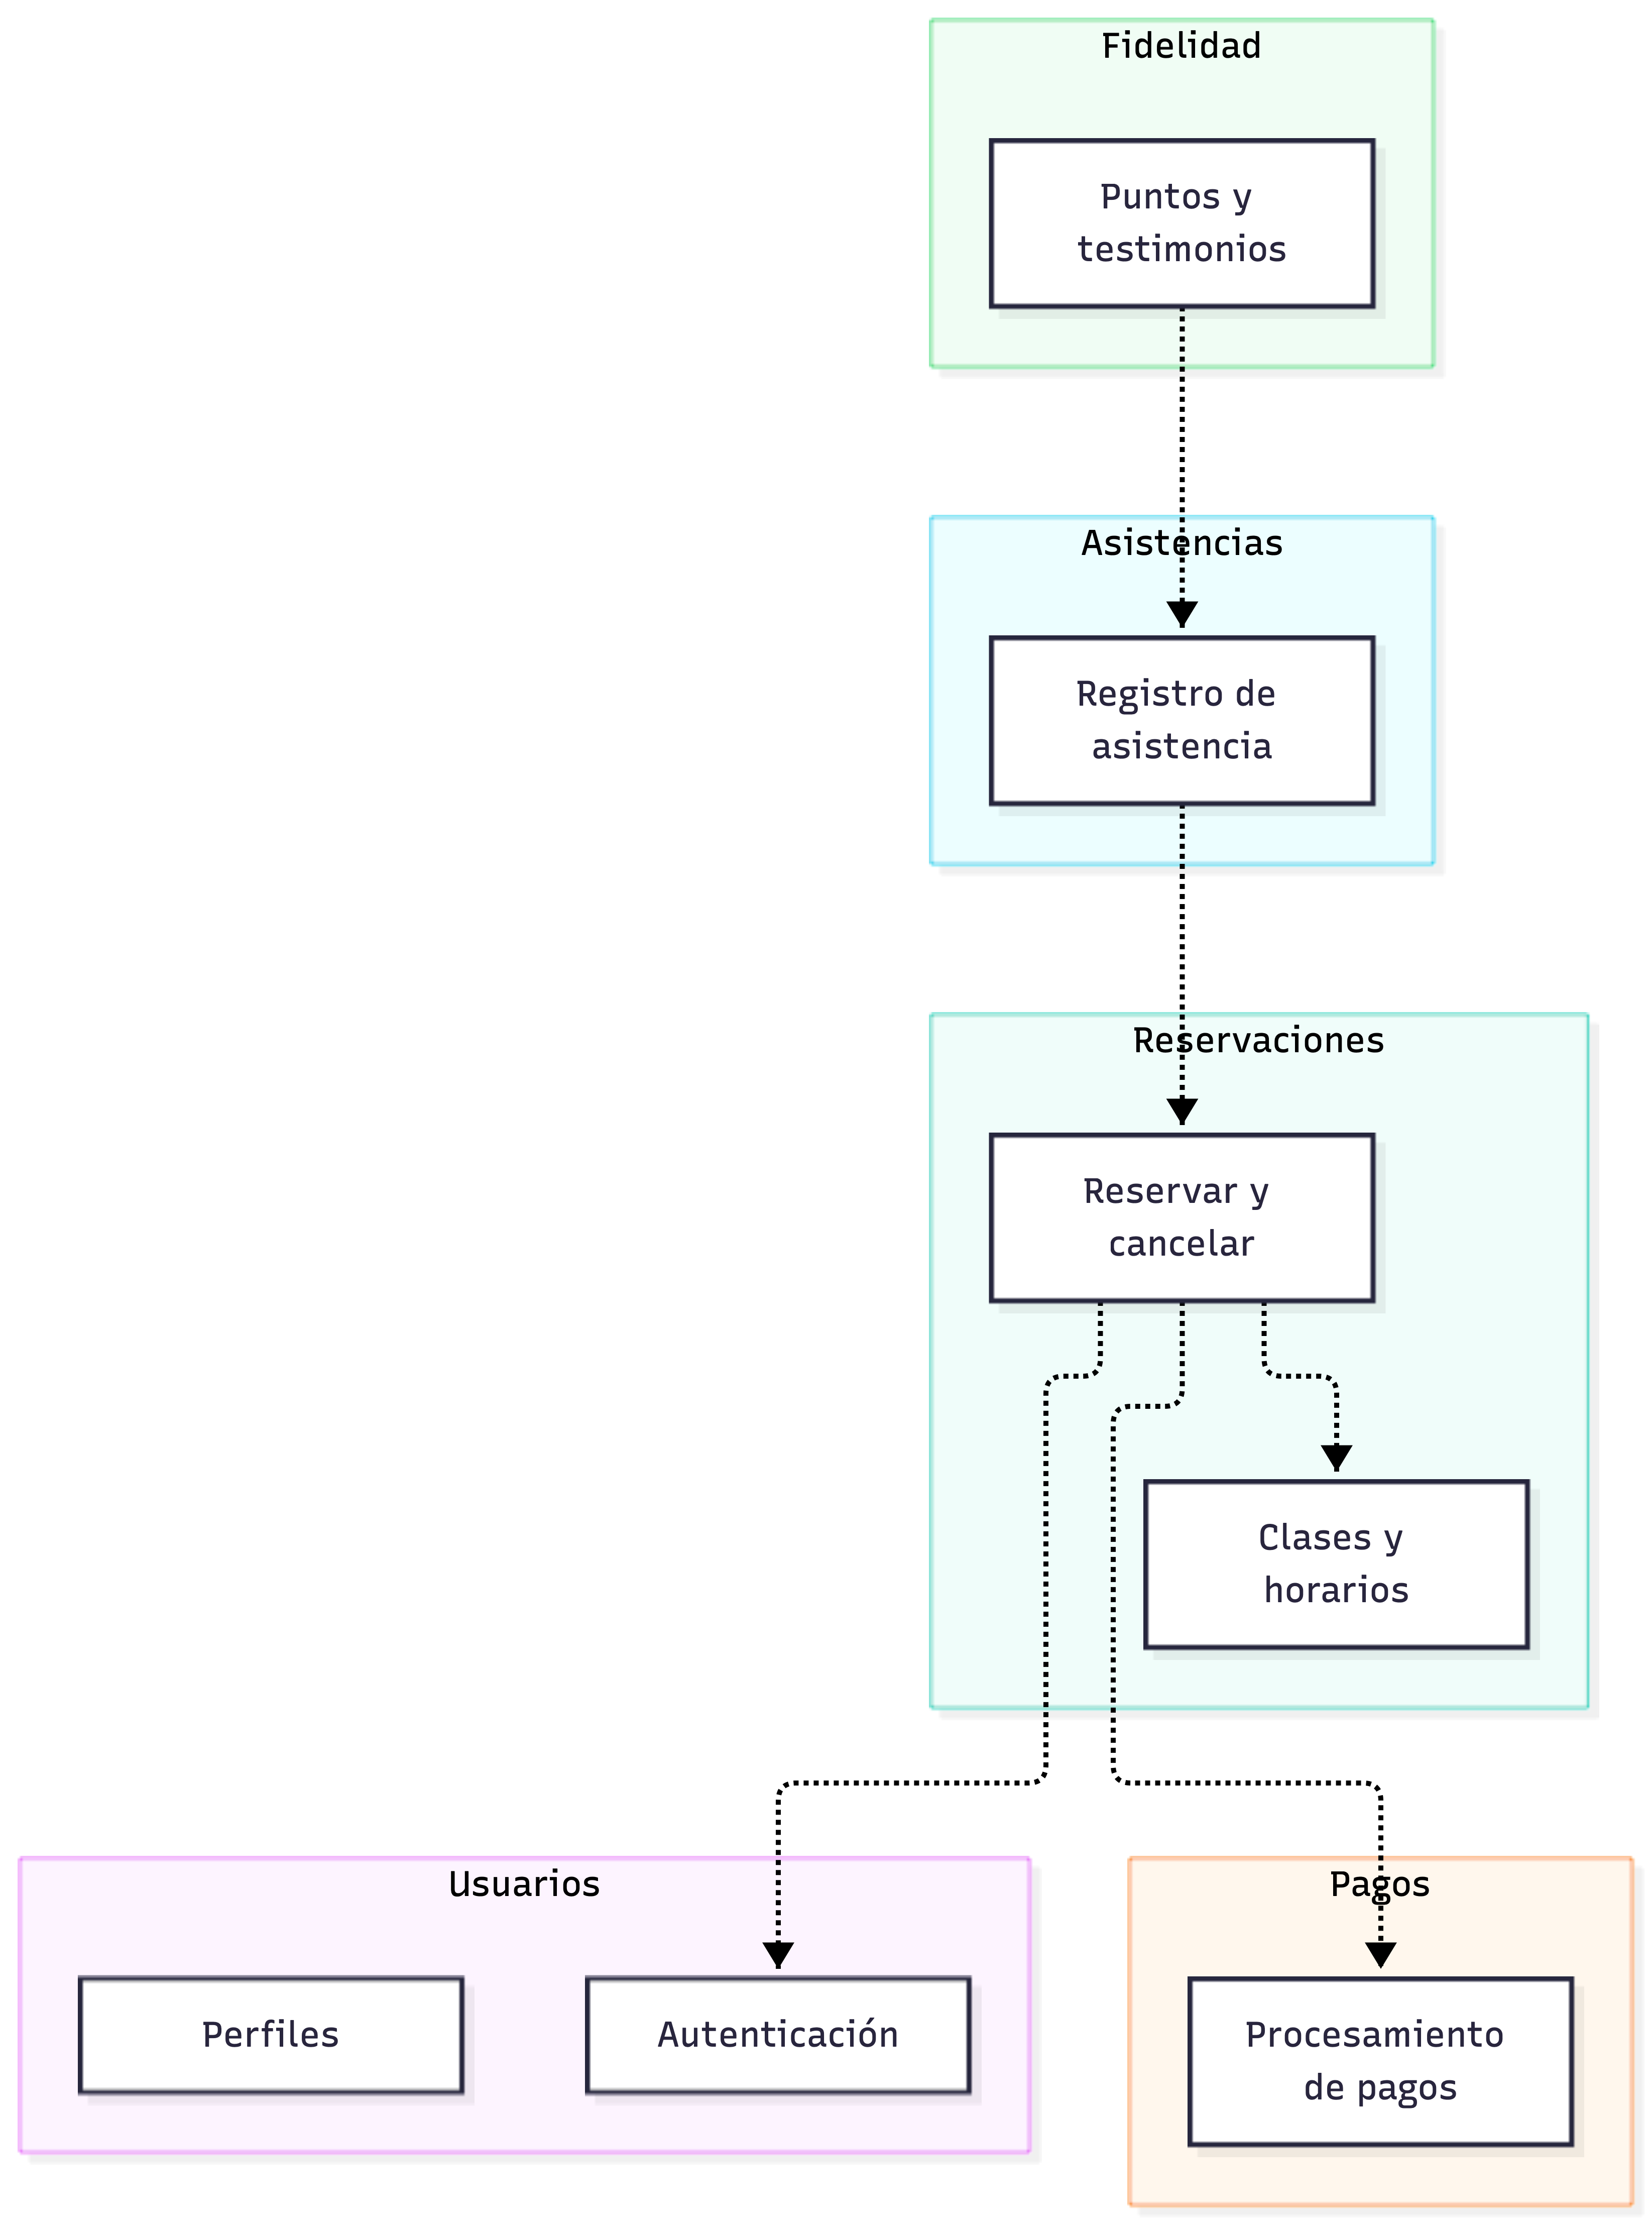 Fidelidad
Puntos y
testimonios
Asistencias
Registro de
asistencia
Reservaciones
Reservar y
cancelar
Clases y
horarios
Usuarios
Perfiles
Autenticación
Pagos
Procesamiento
de pagos